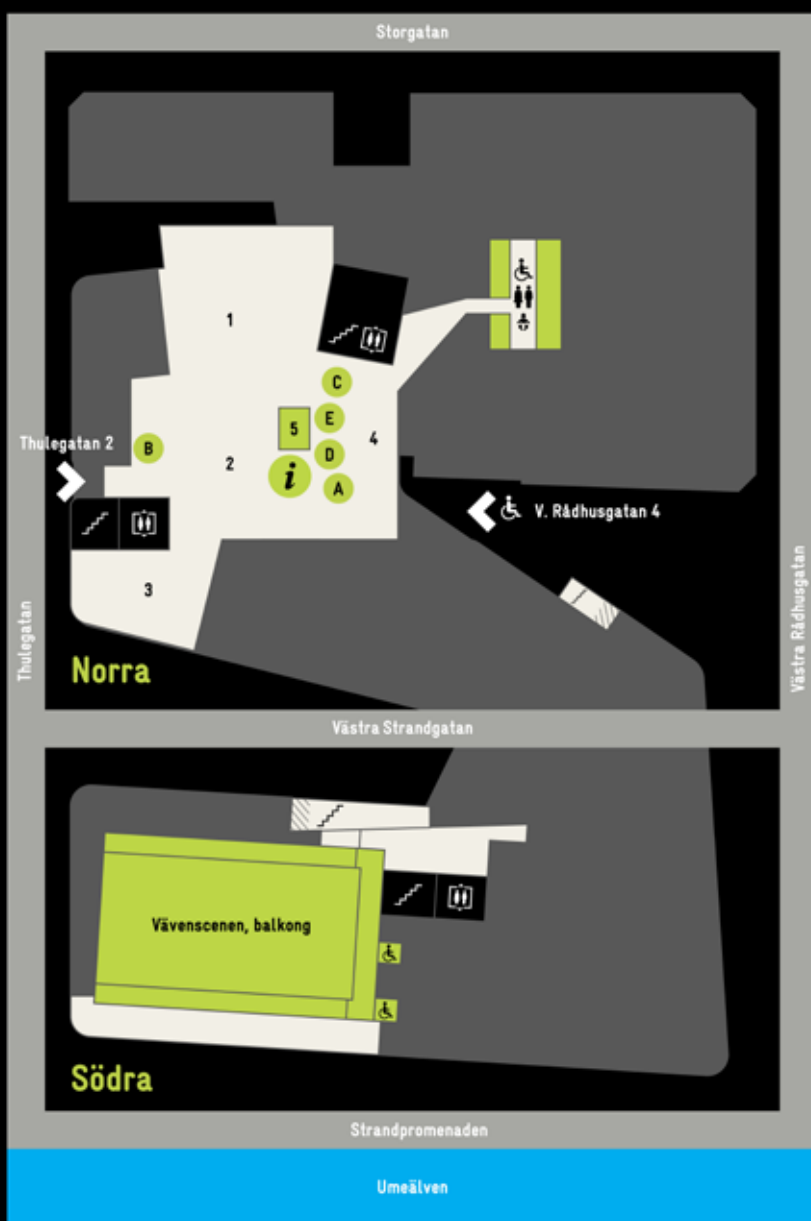 Storgatan
1
C
E
5
4
D
2
i
A
B
Thulegatan 2
V. Rådhusgatan 4
3
Thulegatan
Västra Rådhusgatan
Norra
Västra Strandgatan
Vävenscenen, balkong
Södra
Strandpromenaden
Umeälven